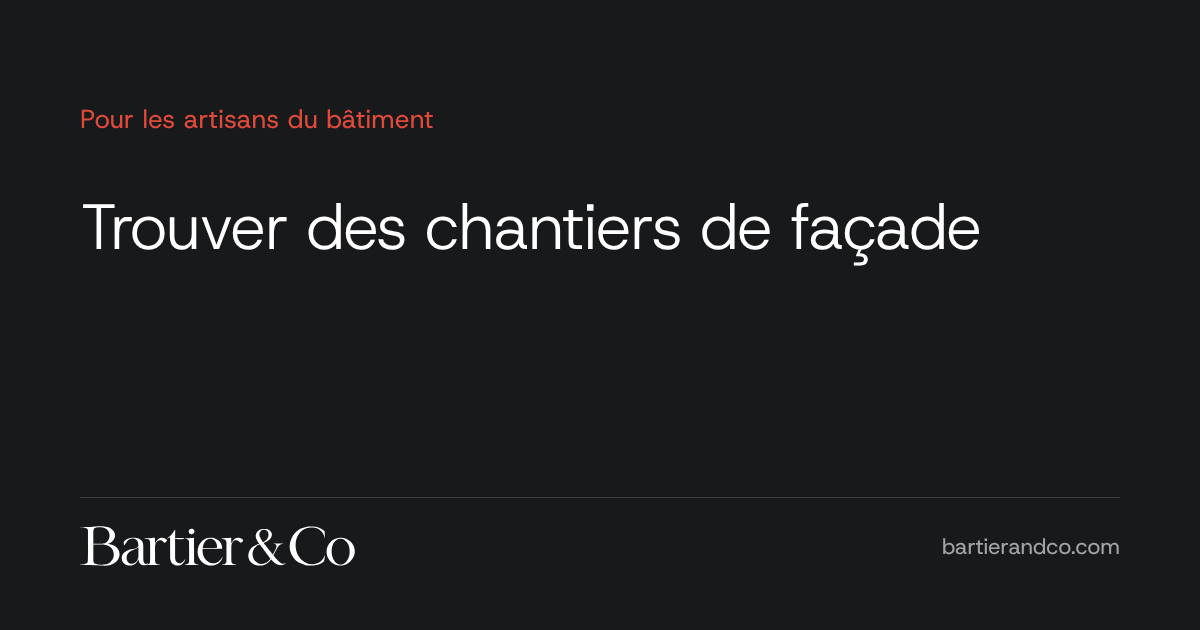 Pour les artisans du bâtiment
Trouver des chantiers de façade
Bartier & Co
bartierandco.com